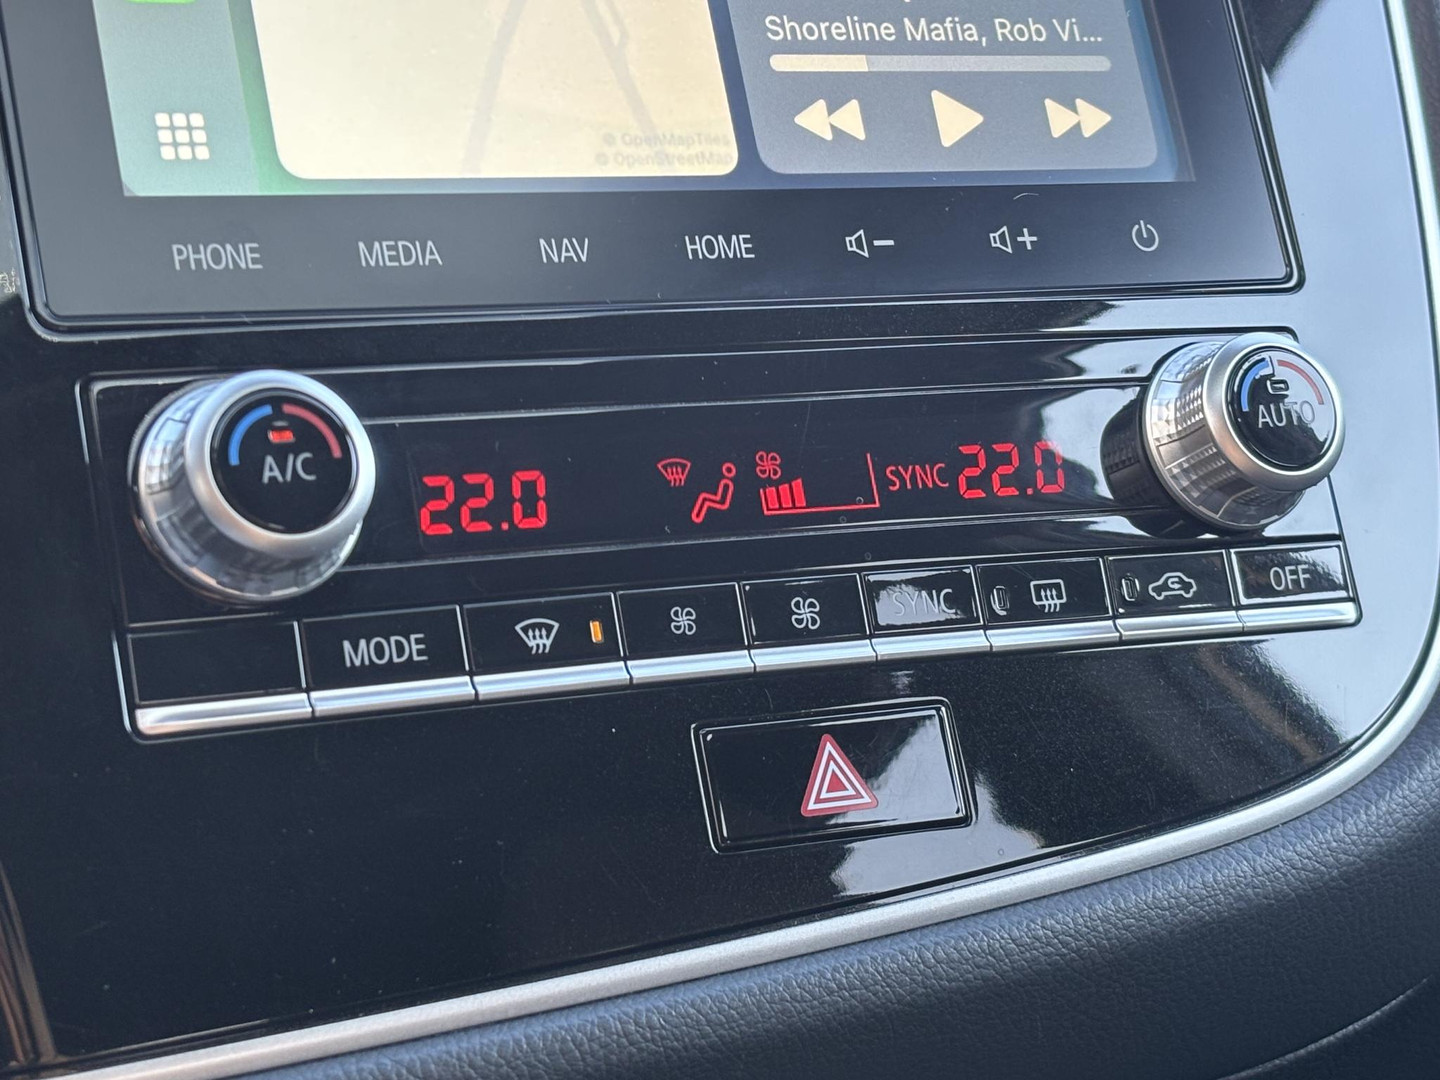 Shoreline Mafia, Rob Vi...
© OpenMapTiles
© OpenStreetMap
PHONE
MEDIA
NAV
HOME
A/C
22.0
SYNC
22.0
AUTO
MODE
SYNC
OFF